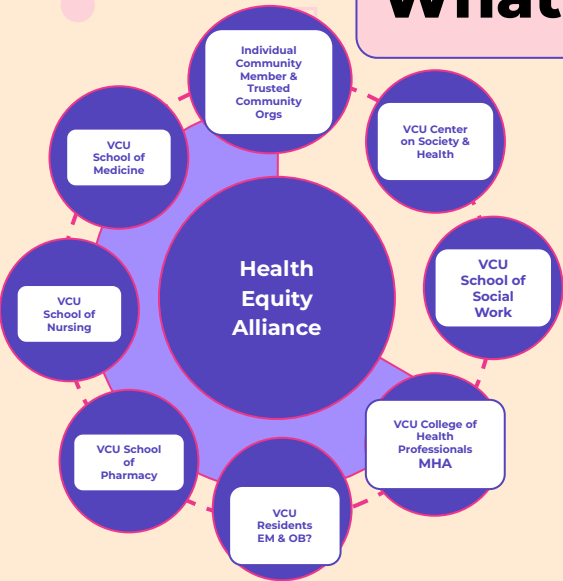 What
Individual
Community
Member &
Trusted
Community
Orgs
VCU Center
on Society &
Health
VCU
School of
Social
Work
VCU College of
Health
Professionals
MHA
VCU
Residents
EM & OB?
VCU School
of
Pharmacy
VCU
School of
Nursing
VCU
School of
Medicine
Health
Equity
Alliance